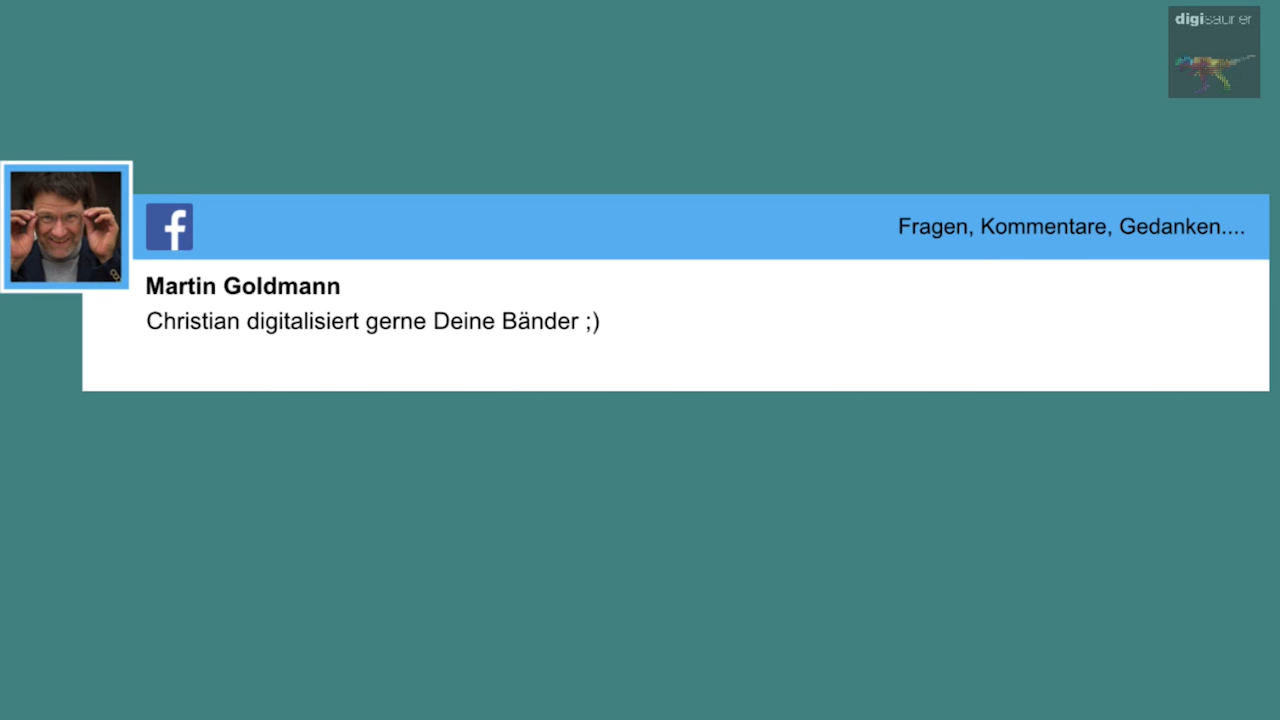 digisaurier
Fragen, Kommentare, Gedanken....
Martin Goldmann
Christian digitalisiert gerne Deine Bänder ;)